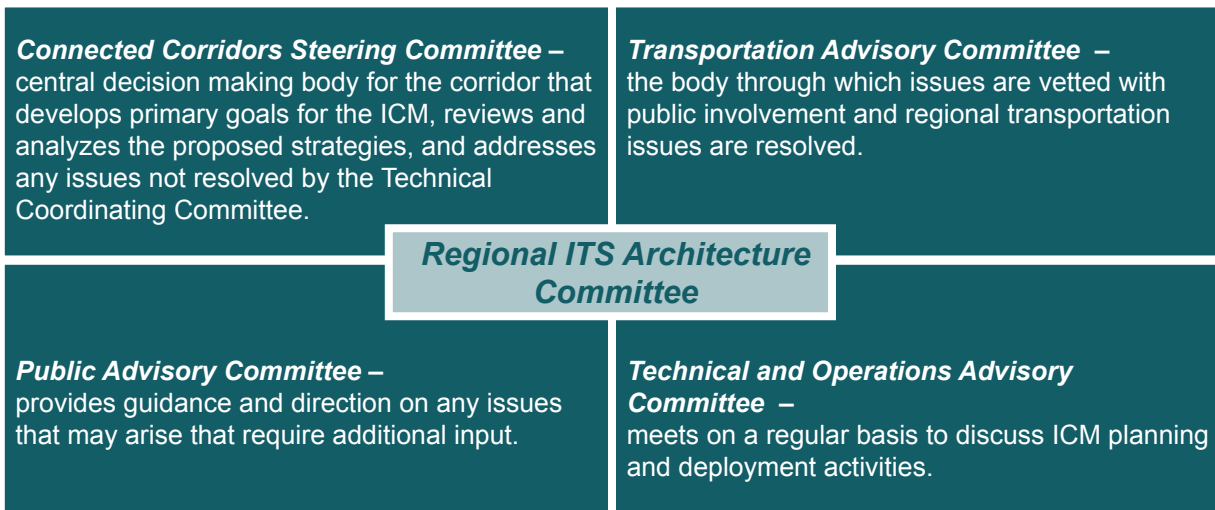 Connected Corridors Steering Committee –
central decision making body for the corridor that
develops primary goals for the ICM, reviews and
analyzes the proposed strategies, and addresses
any issues not resolved by the Technical
Coordinating Committee.
Transportation Advisory Committee –
the body through which issues are vetted with
public involvement and regional transportation
issues are resolved.
Regional ITS Architecture
Committee
Public Advisory Committee –
provides guidance and direction on any issues
that may arise that require additional input.
Technical and Operations Advisory
Committee –
meets on a regular basis to discuss ICM planning
and deployment activities.